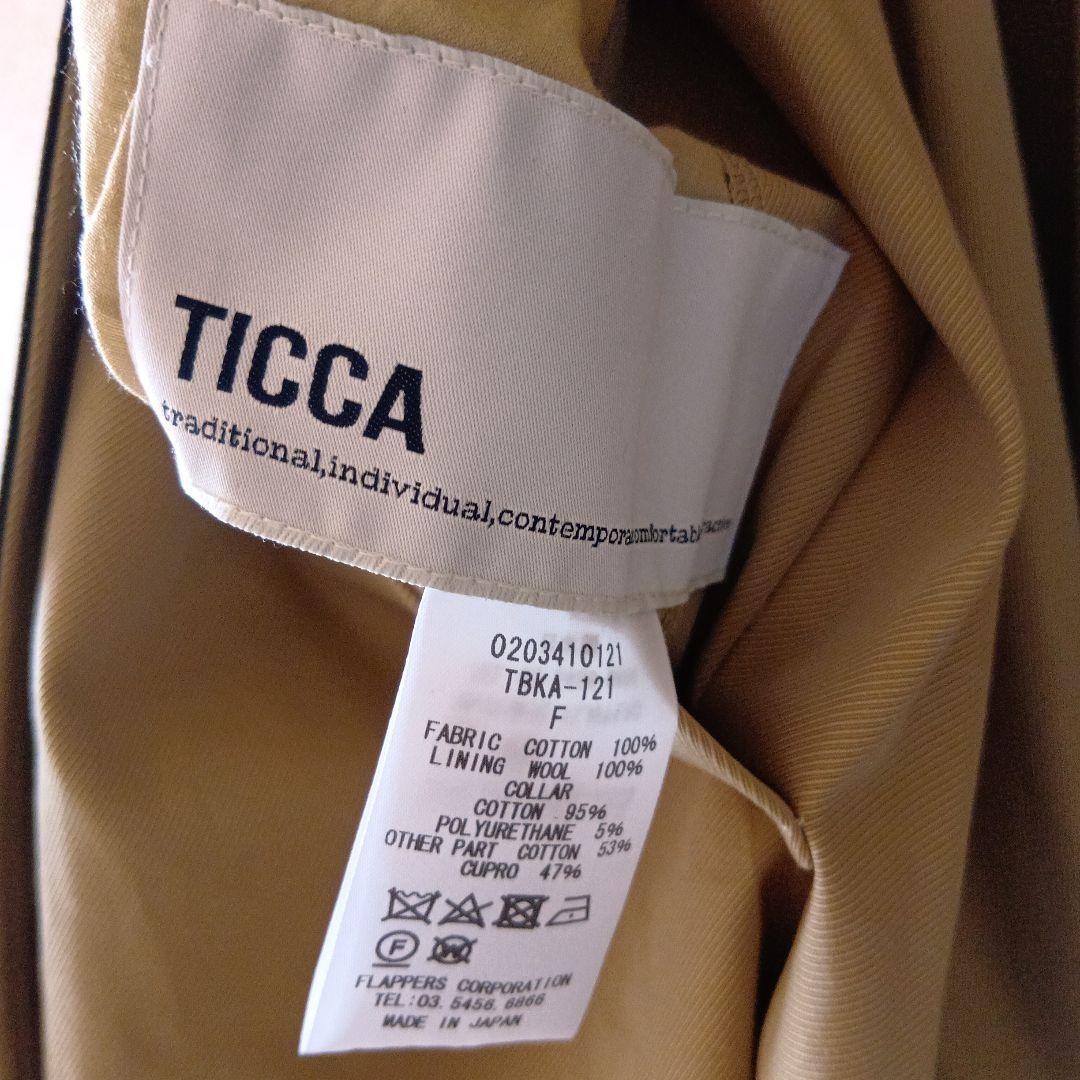 TICCA
traditional,individual,contempora comfortabl
0203410121
TBKA-121
F
FABRIC COTTON 100%
LINING WOOL 100%
COLLAR
COTTON 95%
POLYURETHANE 5%
OTHER PART COTTON 53%
CUPRO 47%
F W
FLAPPERS CORPORATION
TEL:03. 5456. 6866
MADE IN JAPAN